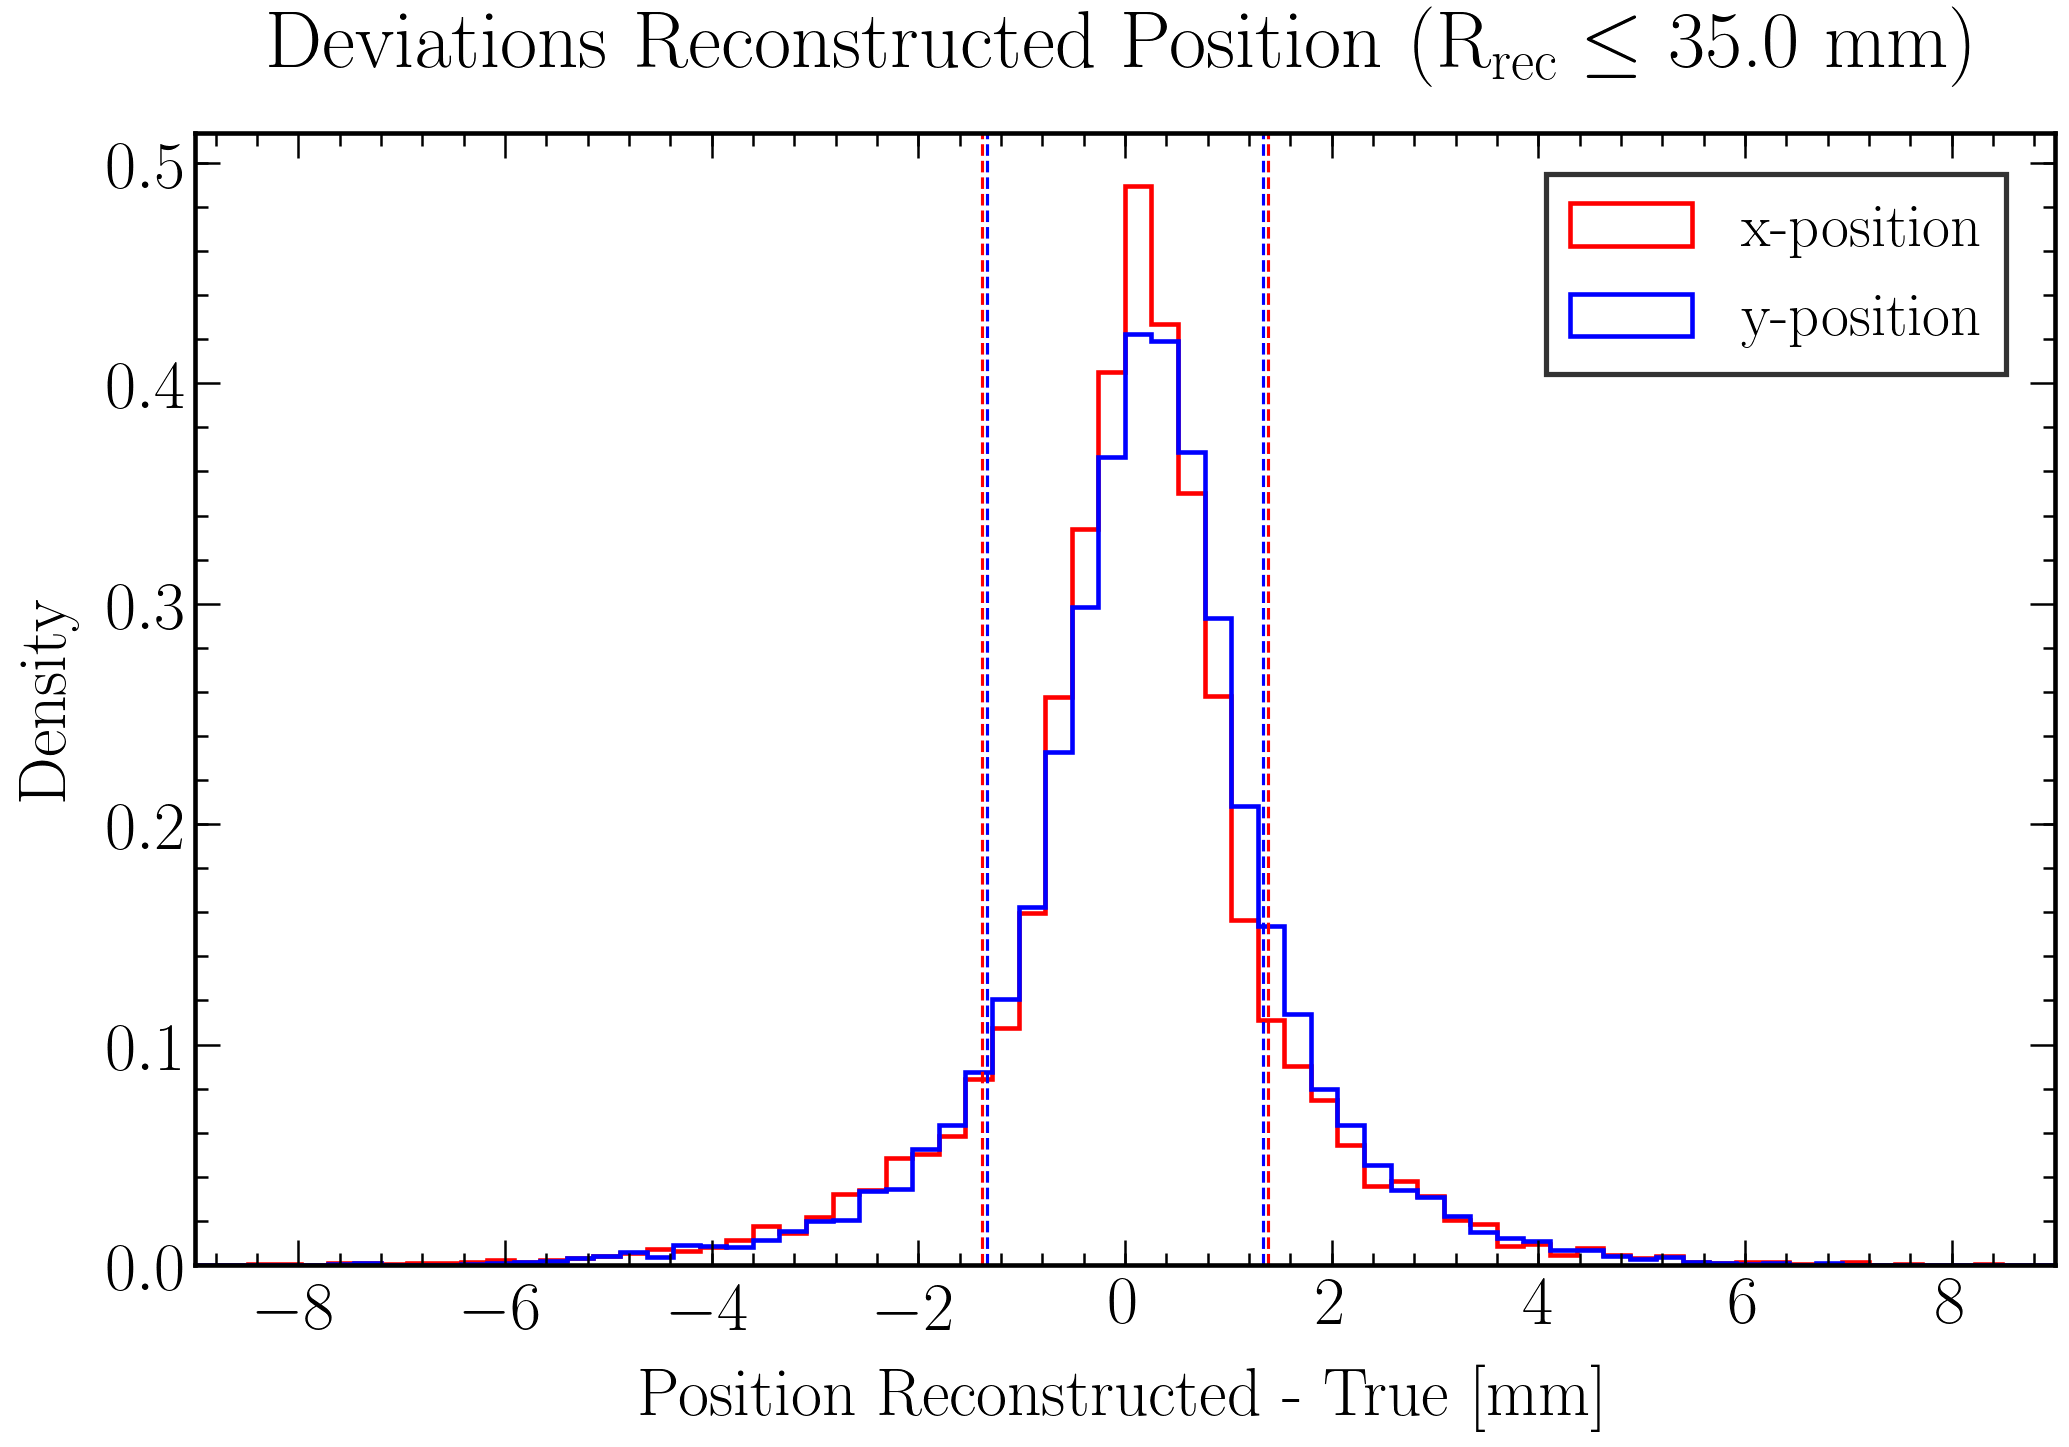 Deviations Reconstructed Position (R_rec ≤ 35.0 mm)
0.5
x-position
y-position
0.4
0.3
Density
0.2
0.1
0.0
−8 −6 −4 −2 0 2 4 6 8
Position Reconstructed - True [mm]